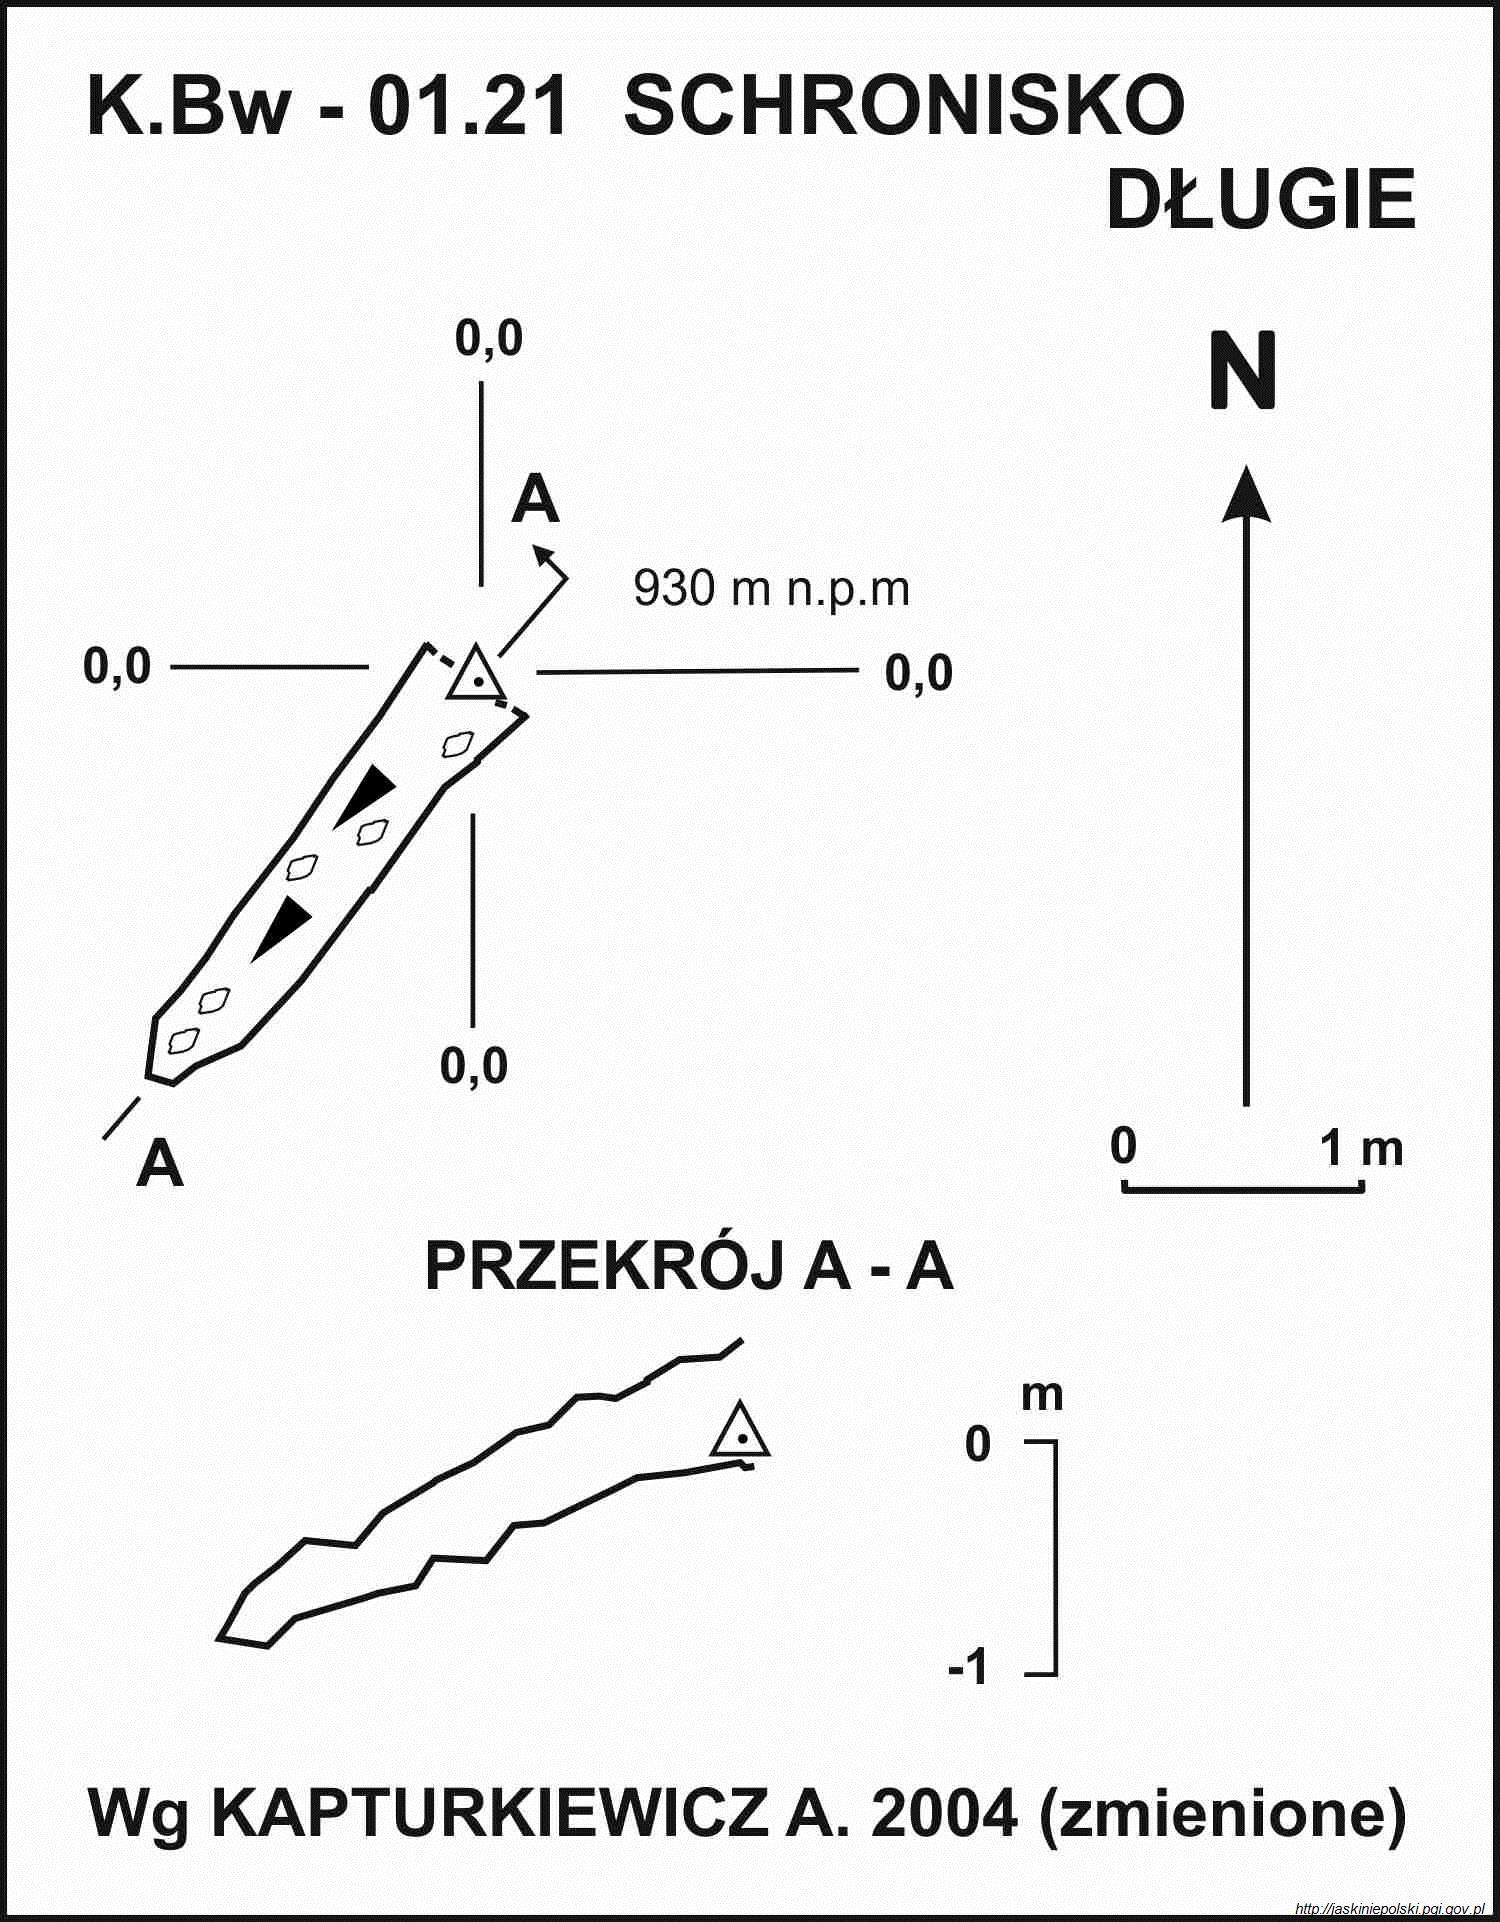 K.Bw - 01.21 SCHRONISKO
DŁUGIE
0,0
N
A
930 m n.p.m
0,0
0,0
0,0
A
0
1 m
PRZEKRÓJ A - A
m
0
-1
Wg KAPTURKIEWICZ A. 2004 (zmienione)
http://jaskiniepolski.pgi.gov.pl